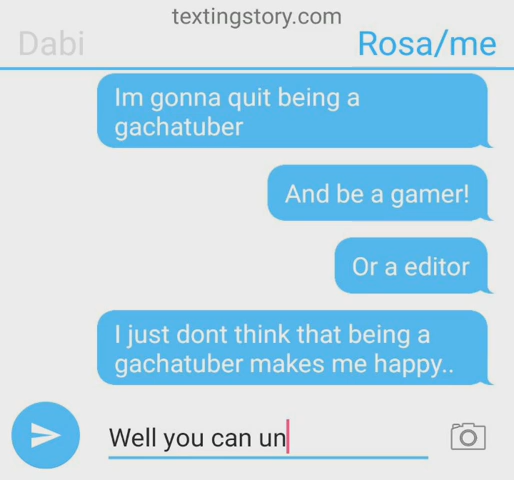 textingstory.com
Dabi
Rosa/me
Im gonna quit being a
gachatuber
And be a gamer!
Or a editor
I just dont think that being a
gachatuber makes me happy..
Well you can un